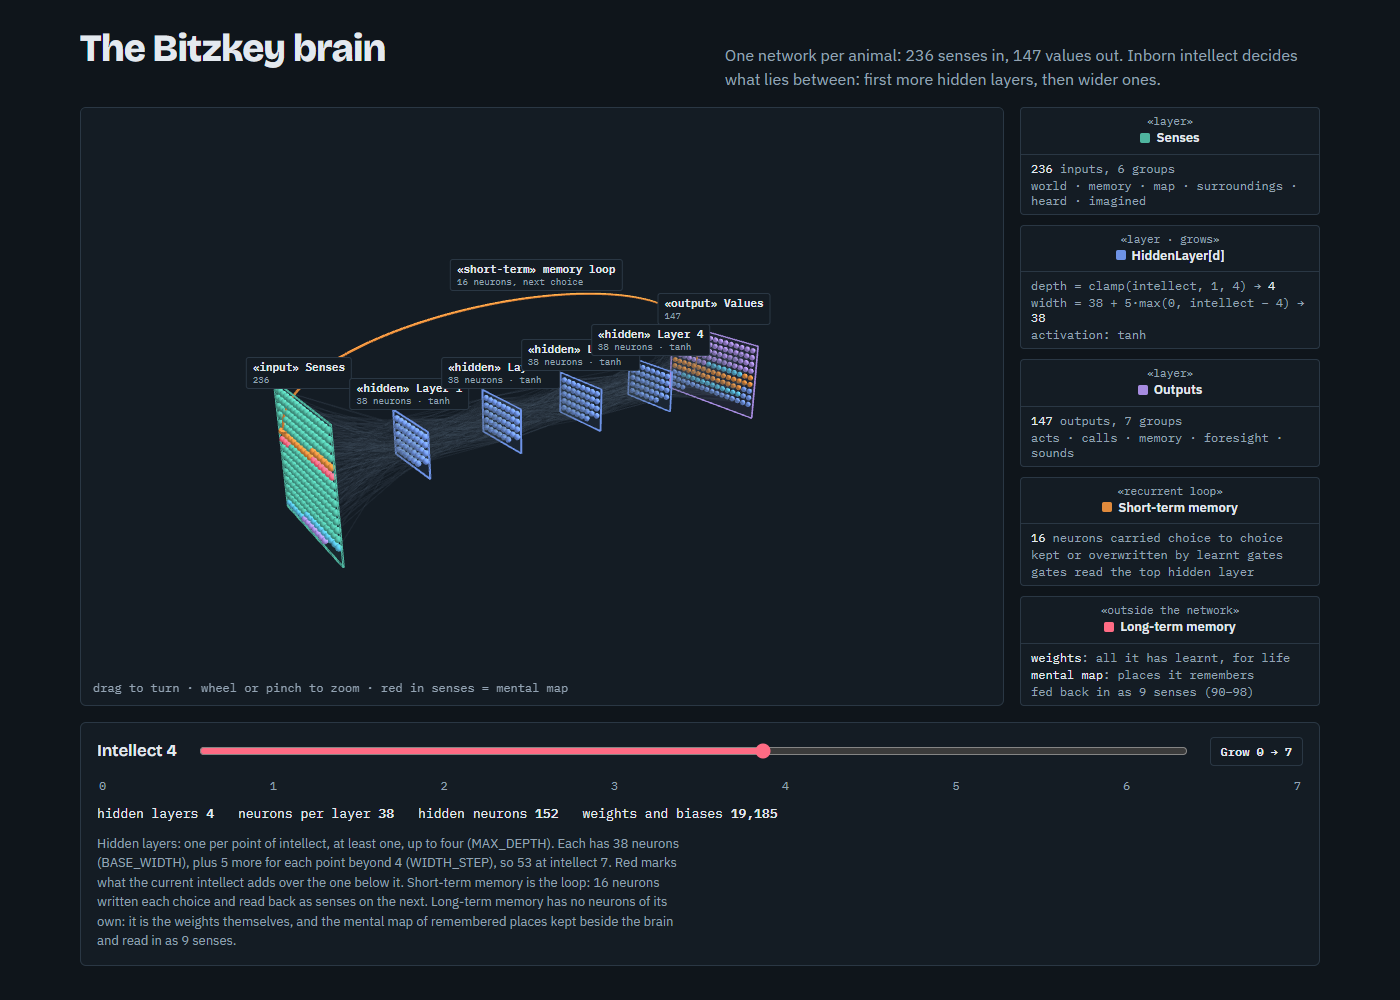 The Bitzkey brain
One network per animal: 236 senses in, 147 values out. Inborn intellect decides
what lies between: first more hidden layers, then wider ones.
«short-term» memory loop
16 neurons, next choice
«output» Values
147
«hidden» Layer 4
38 neurons · tanh
«hidden» L
38 neurons · tanh
«hidden» Lay
38 neurons · tanh
«input» Senses
236
«hidden» Layer 1
38 neurons · tanh
drag to turn · wheel or pinch to zoom · red in senses = mental map
«layer»
Senses
236 inputs, 6 groups
world · memory · map · surroundings ·
heard · imagined
«layer · grows»
HiddenLayer[d]
depth = clamp(intellect, 1, 4) → 4
width = 38 + 5·max(0, intellect − 4) →
38
activation: tanh
«layer»
Outputs
147 outputs, 7 groups
acts · calls · memory · foresight ·
sounds
«recurrent loop»
Short-term memory
16 neurons carried choice to choice
kept or overwritten by learnt gates
gates read the top hidden layer
«outside the network»
Long-term memory
weights: all it has learnt, for life
mental map: places it remembers
fed back in as 9 senses (90–98)
Intellect 4
Grow 0 → 7
0 1 2 3 4 5 6 7
hidden layers 4 neurons per layer 38 hidden neurons 152 weights and biases 19,185
Hidden layers: one per point of intellect, at least one, up to four (MAX_DEPTH). Each has 38 neurons
(BASE_WIDTH), plus 5 more for each point beyond 4 (WIDTH_STEP), so 53 at intellect 7. Red marks
what the current intellect adds over the one below it. Short-term memory is the loop: 16 neurons
written each choice and read back as senses on the next. Long-term memory has no neurons of its
own: it is the weights themselves, and the mental map of remembered places kept beside the brain
and read in as 9 senses.